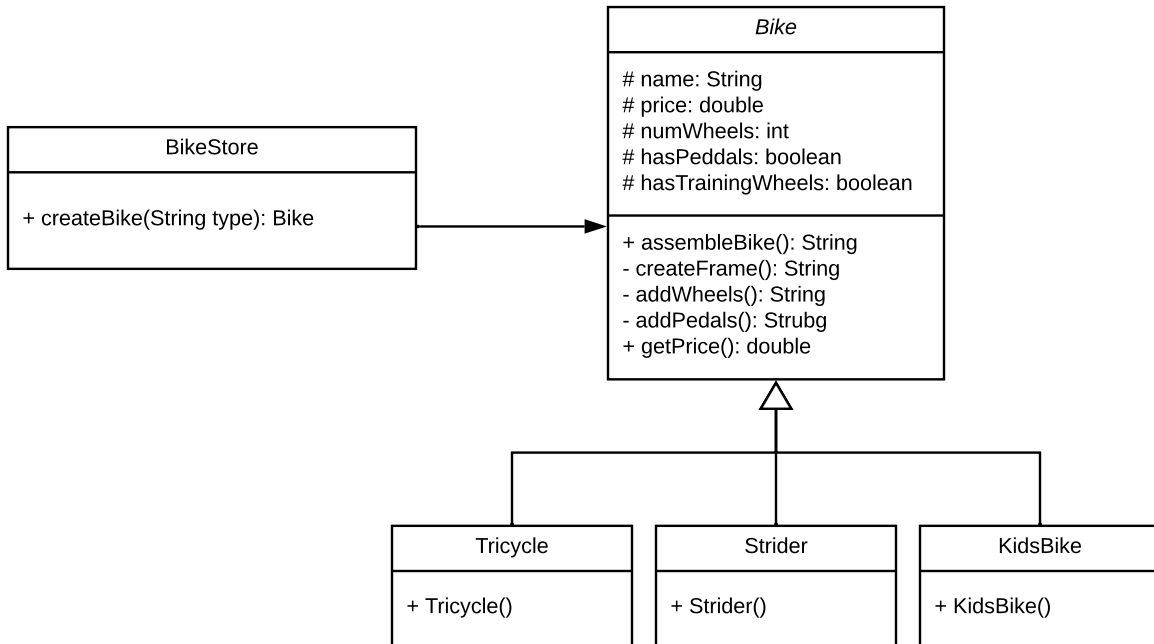 Bike
# name: String
# price: double
# numWheels: int
# hasPeddals: boolean
# hasTrainingWheels: boolean
+ assembleBike(): String
- createFrame(): String
- addWheels(): String
- addPedals(): Strubg
+ getPrice(): double
BikeStore
+ createBike(String type): Bike
Tricycle
+ Tricycle()
Strider
+ Strider()
KidsBike
+ KidsBike()